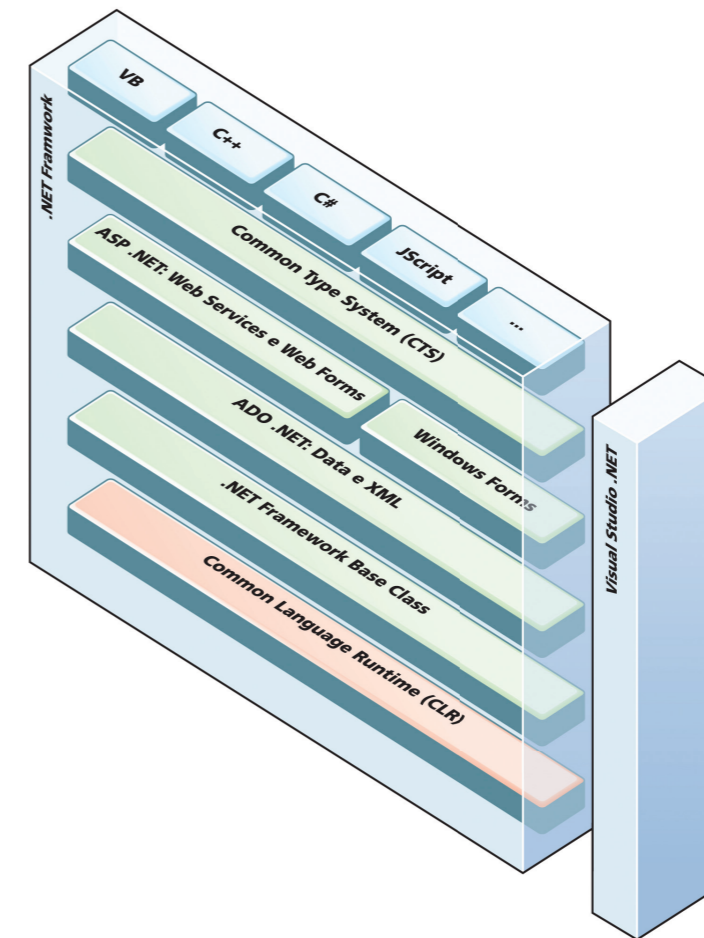 .NET Framwork
VB
C++
C#
JScript
...
Common Type System (CTS)
ASP .NET: Web Services e Web Forms
Windows Forms
ADO .NET: Data e XML
.NET Framework Base Class
Common Language Runtime (CLR)
Visual Studio .NET